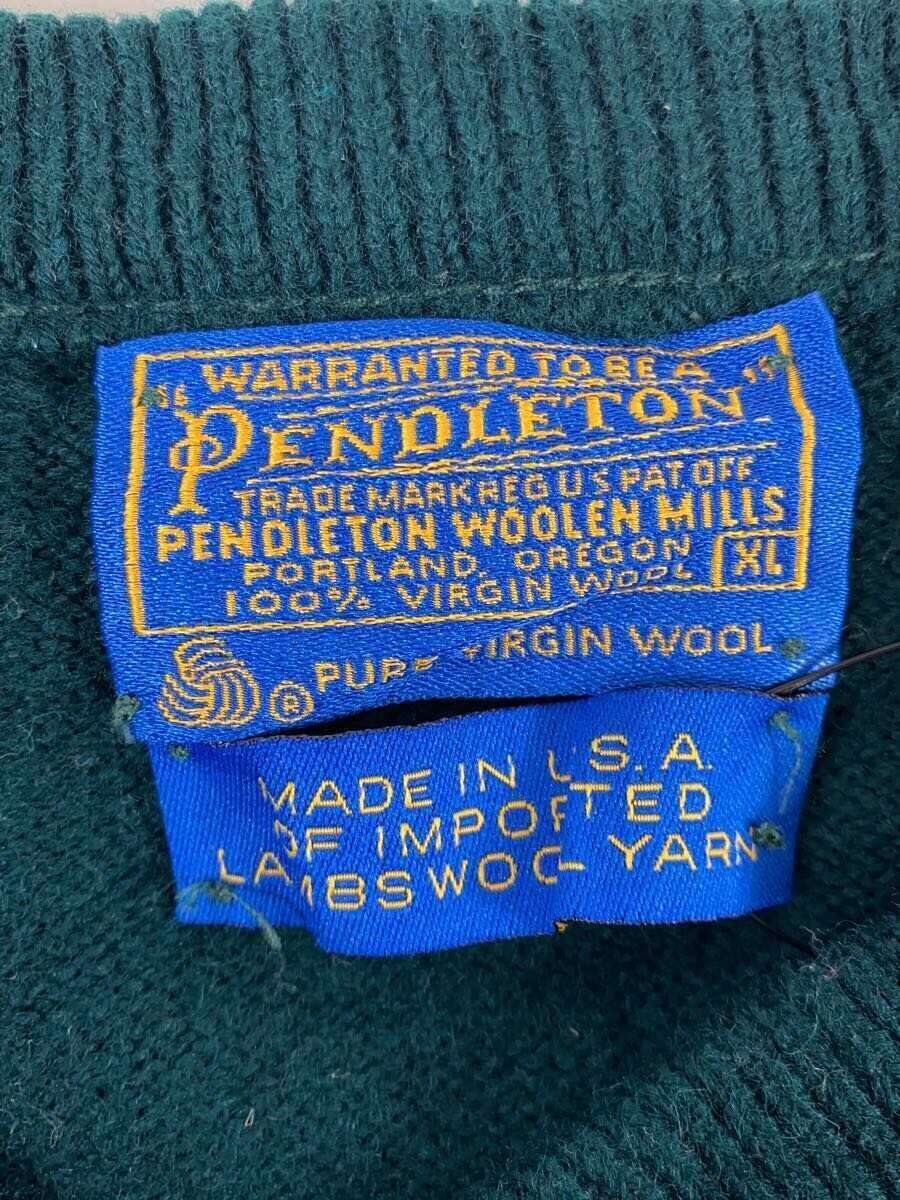 "WARRANTED TO BE A"
PENDLETON
TRADE MARK REG U S PAT. OFF.
PENDLETON WOOLEN MILLS
PORTLAND, OREGON
XL
100% VIRGIN WOOL
® PURE VIRGIN WOOL
MADE IN U.S.A.
OF IMPORTED
LAMBSWOOL YARN